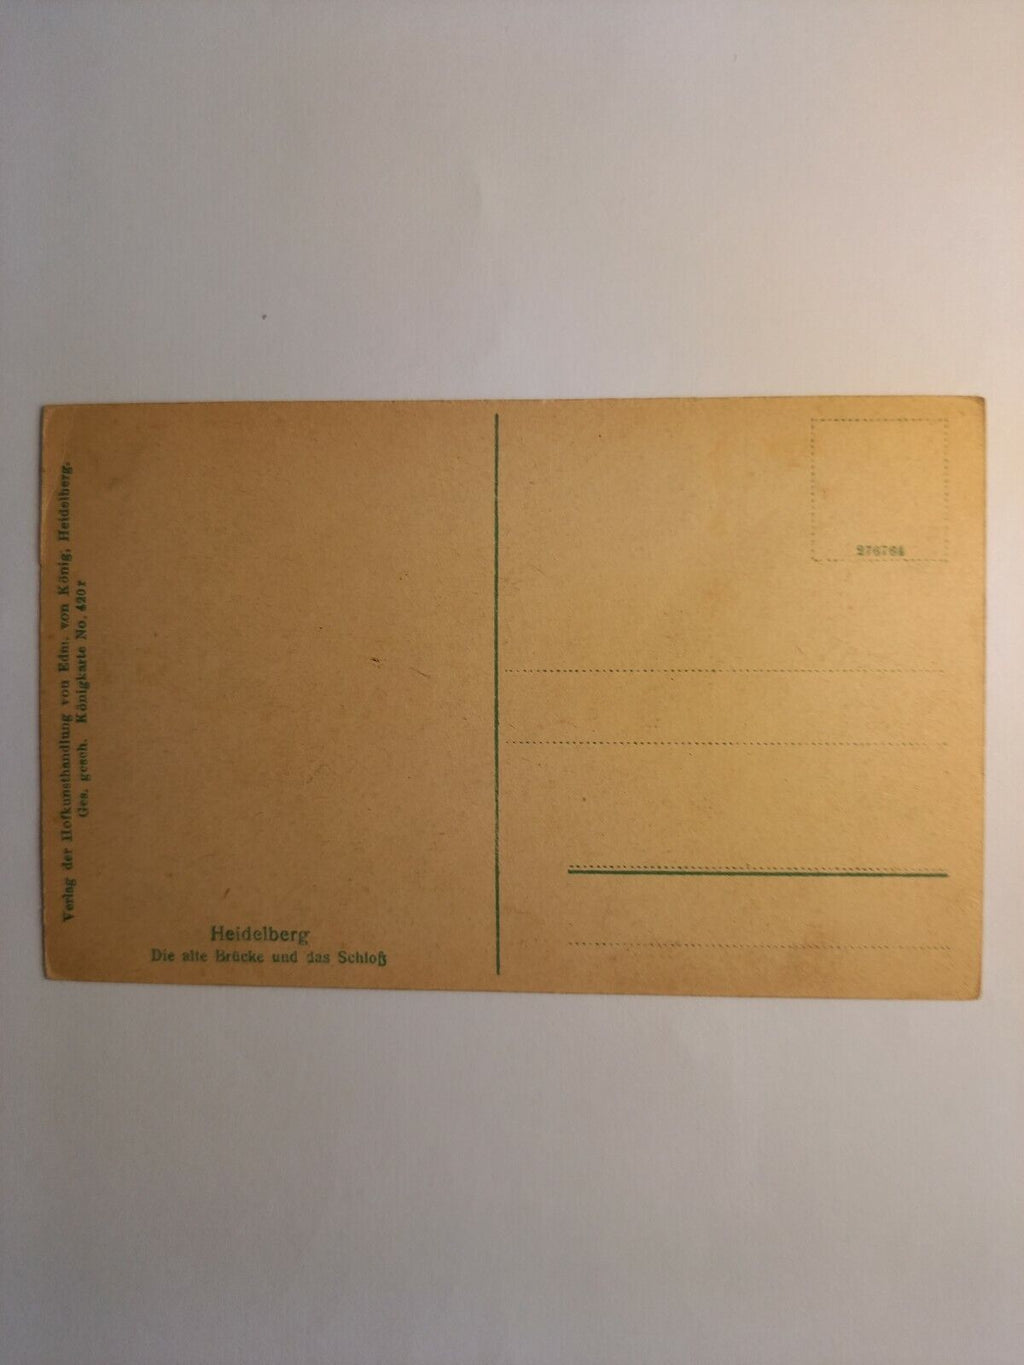 Verlag der Hofkunsthandlung von Edm. von König, Heidelberg.
Ges. gesch. Königkarte No. 420 r
Heidelberg
Die alte Brücke und das Schloß
276764